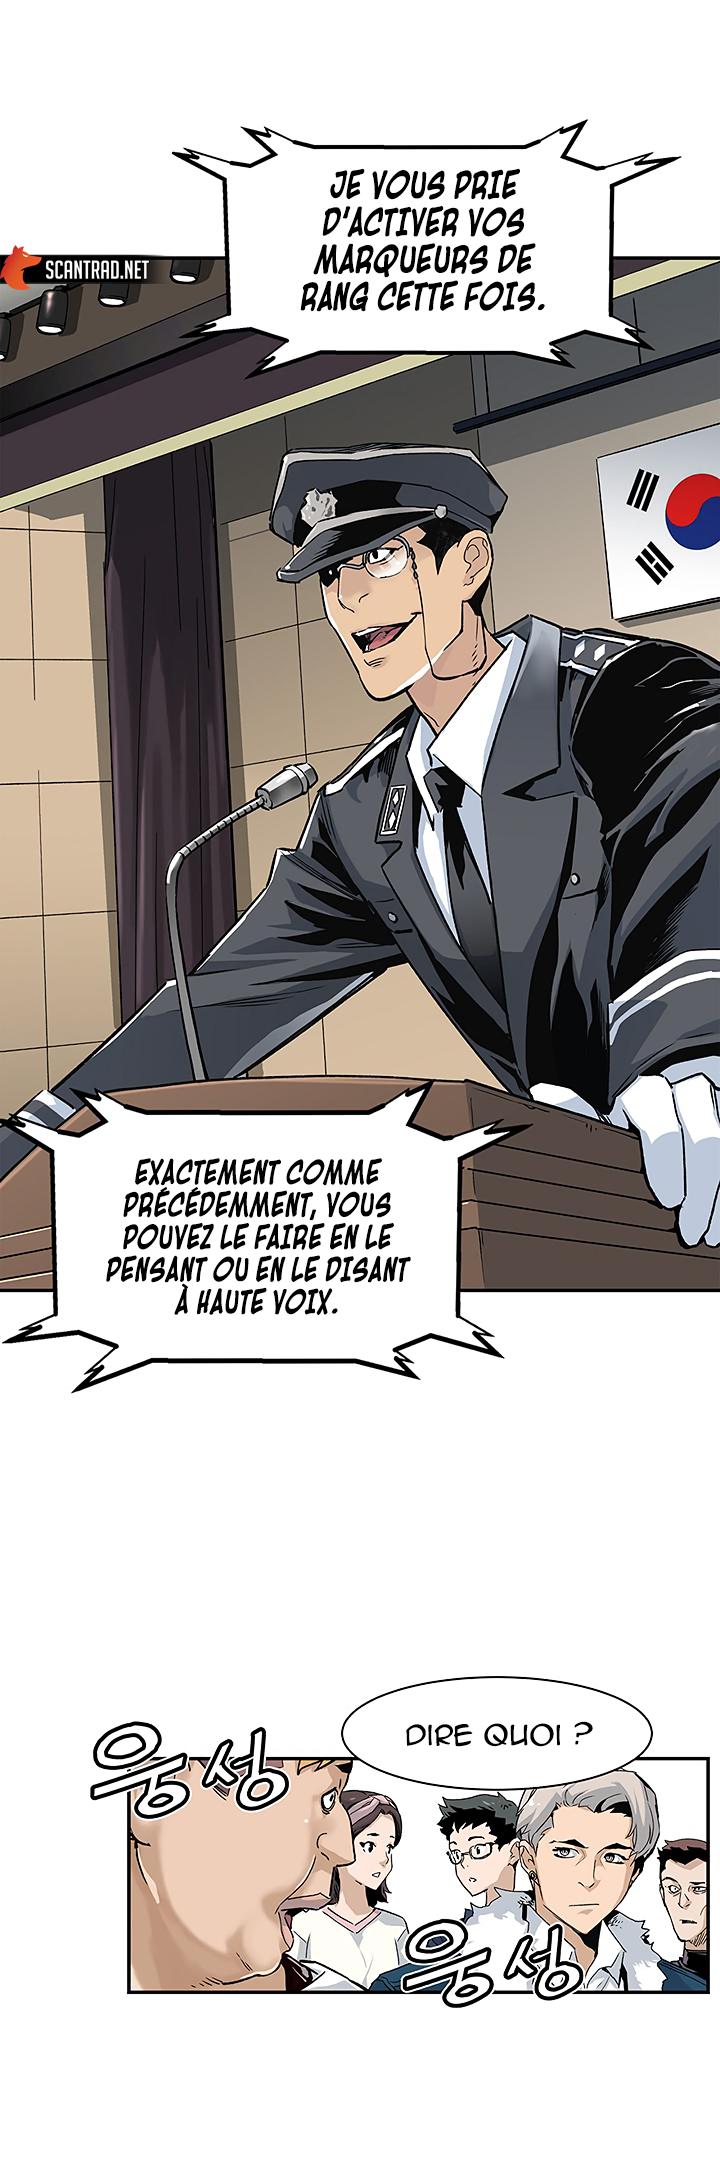 JE VOUS PRIE
D'ACTIVER VOS
MARQUEURS DE
RANG CETTE FOIS.
SCANTRAD.NET
EXACTEMENT COMME
PRÉCÉDEMMENT, VOUS
POUVEZ LE FAIRE EN LE
PENSANT OU EN LE DISANT
À HAUTE VOIX.
DIRE QUOI ?
웅성
웅성